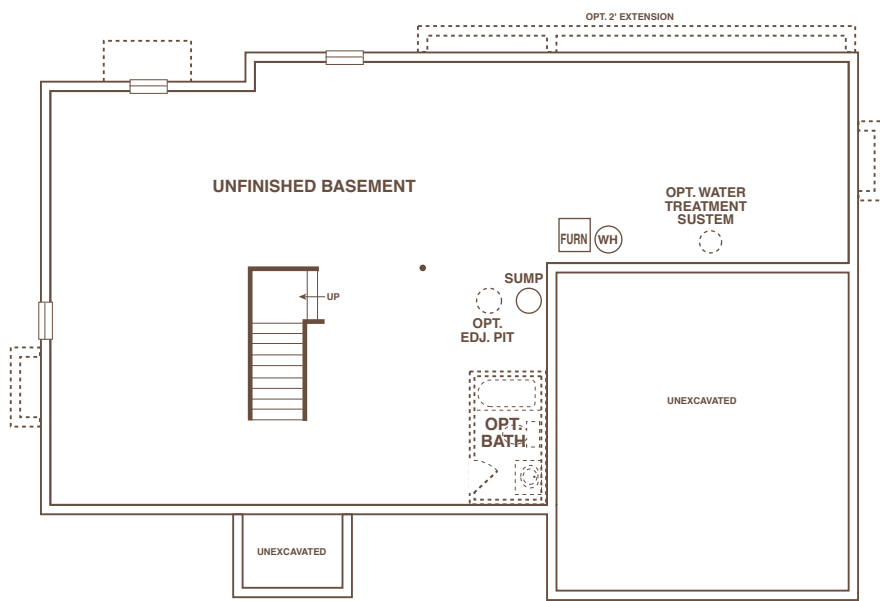 OPT. 2' EXTENSION
UNFINISHED BASEMENT
OPT. WATER
TREATMENT
SUSTEM
FURN
WH
SUMP
UP
OPT.
EDJ. PIT
UNEXCAVATED
OPT.
BATH
UNEXCAVATED